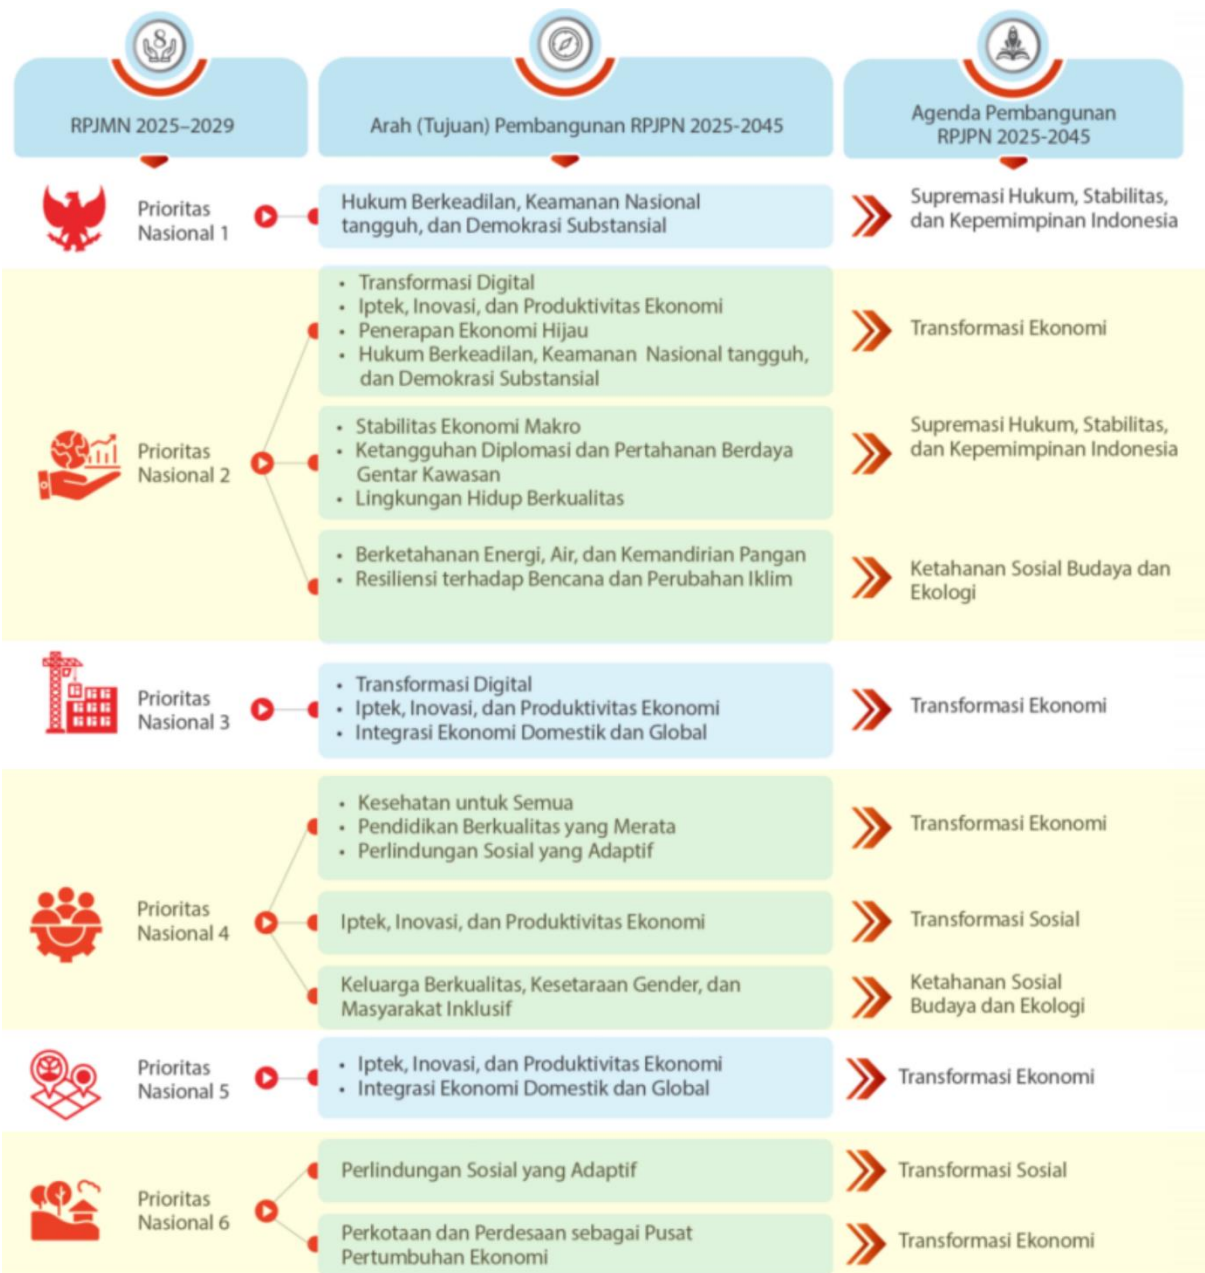 8
RPJMN 2025–2029
Arah (Tujuan) Pembangunan RPJPN 2025-2045
Agenda Pembangunan
RPJPN 2025-2045
Prioritas
Nasional 1
Hukum Berkeadilan, Keamanan Nasional
tangguh, dan Demokrasi Substansial
Supremasi Hukum, Stabilitas,
dan Kepemimpinan Indonesia
Prioritas
Nasional 2
• Transformasi Digital
• Iptek, Inovasi, dan Produktivitas Ekonomi
• Penerapan Ekonomi Hijau
• Hukum Berkeadilan, Keamanan Nasional tangguh,
dan Demokrasi Substansial
Transformasi Ekonomi
• Stabilitas Ekonomi Makro
• Ketangguhan Diplomasi dan Pertahanan Berdaya
Gentar Kawasan
• Lingkungan Hidup Berkualitas
Supremasi Hukum, Stabilitas,
dan Kepemimpinan Indonesia
• Berketahanan Energi, Air, dan Kemandirian Pangan
• Resiliensi terhadap Bencana dan Perubahan Iklim
Ketahanan Sosial Budaya dan
Ekologi
Prioritas
Nasional 3
• Transformasi Digital
• Iptek, Inovasi, dan Produktivitas Ekonomi
• Integrasi Ekonomi Domestik dan Global
Transformasi Ekonomi
Prioritas
Nasional 4
• Kesehatan untuk Semua
• Pendidikan Berkualitas yang Merata
• Perlindungan Sosial yang Adaptif
Transformasi Ekonomi
Iptek, Inovasi, dan Produktivitas Ekonomi
Transformasi Sosial
Keluarga Berkualitas, Kesetaraan Gender, dan
Masyarakat Inklusif
Ketahanan Sosial
Budaya dan Ekologi
Prioritas
Nasional 5
• Iptek, Inovasi, dan Produktivitas Ekonomi
• Integrasi Ekonomi Domestik dan Global
Transformasi Ekonomi
Prioritas
Nasional 6
Perlindungan Sosial yang Adaptif
Transformasi Sosial
Perkotaan dan Perdesaan sebagai Pusat
Pertumbuhan Ekonomi
Transformasi Ekonomi